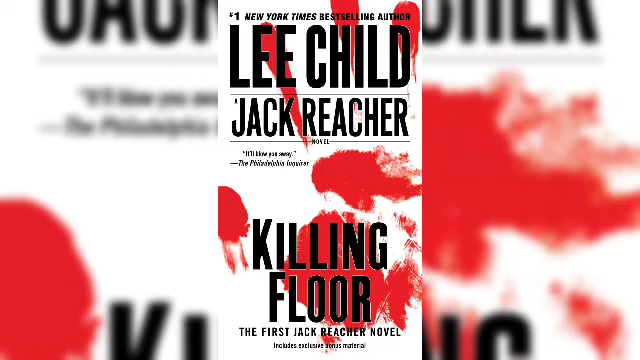 #1 NEW YORK TIMES BESTSELLING AUTHOR
LEE CHILD
JACK REACHER
NOVEL
"It'll blow you away."
—The Philadelphia Inquirer
KILLING
FLOOR
THE FIRST JACK REACHER NOVEL
Includes exclusive bonus material